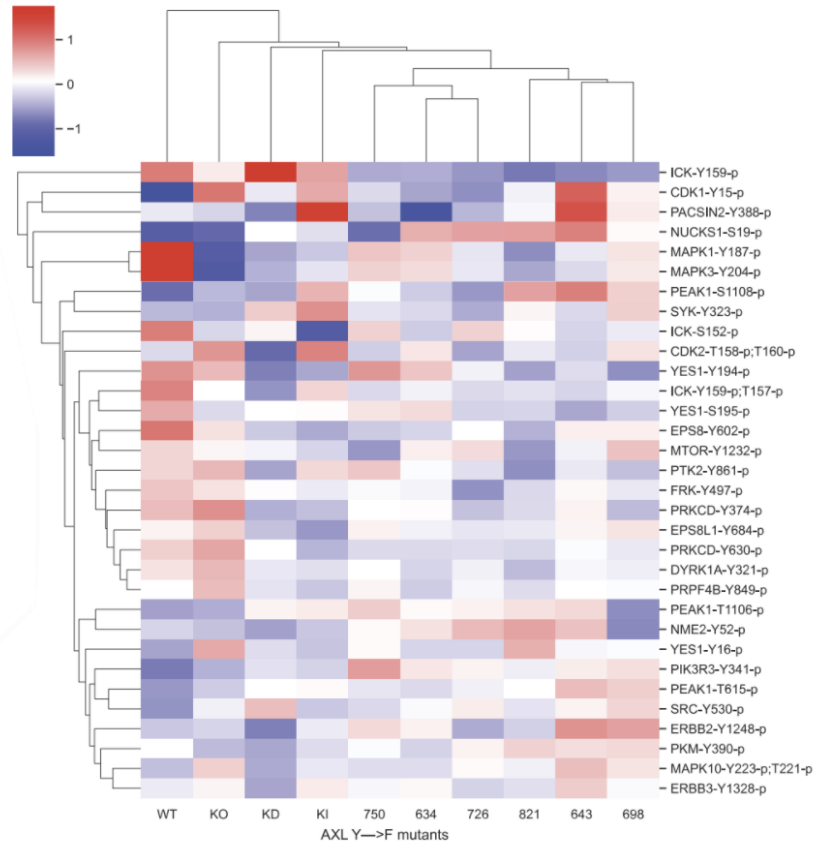 1
0
−1
ICK-Y159-p
CDK1-Y15-p
PACSIN2-Y388-p
NUCKS1-S19-p
MAPK1-Y187-p
MAPK3-Y204-p
PEAK1-S1108-p
SYK-Y323-p
ICK-S152-p
CDK2-T158-p;T160-p
YES1-Y194-p
ICK-Y159-p;T157-p
YES1-S195-p
EPS8-Y602-p
MTOR-Y1232-p
PTK2-Y861-p
FRK-Y497-p
PRKCD-Y374-p
EPS8L1-Y684-p
PRKCD-Y630-p
DYRK1A-Y321-p
PRPF4B-Y849-p
PEAK1-T1106-p
NME2-Y52-p
YES1-Y16-p
PIK3R3-Y341-p
PEAK1-T615-p
SRC-Y530-p
ERBB2-Y1248-p
PKM-Y390-p
MAPK10-Y223-p;T221-p
ERBB3-Y1328-p
WT KO KD KI 750 634 726 821 643 698
AXL Y—>F mutants